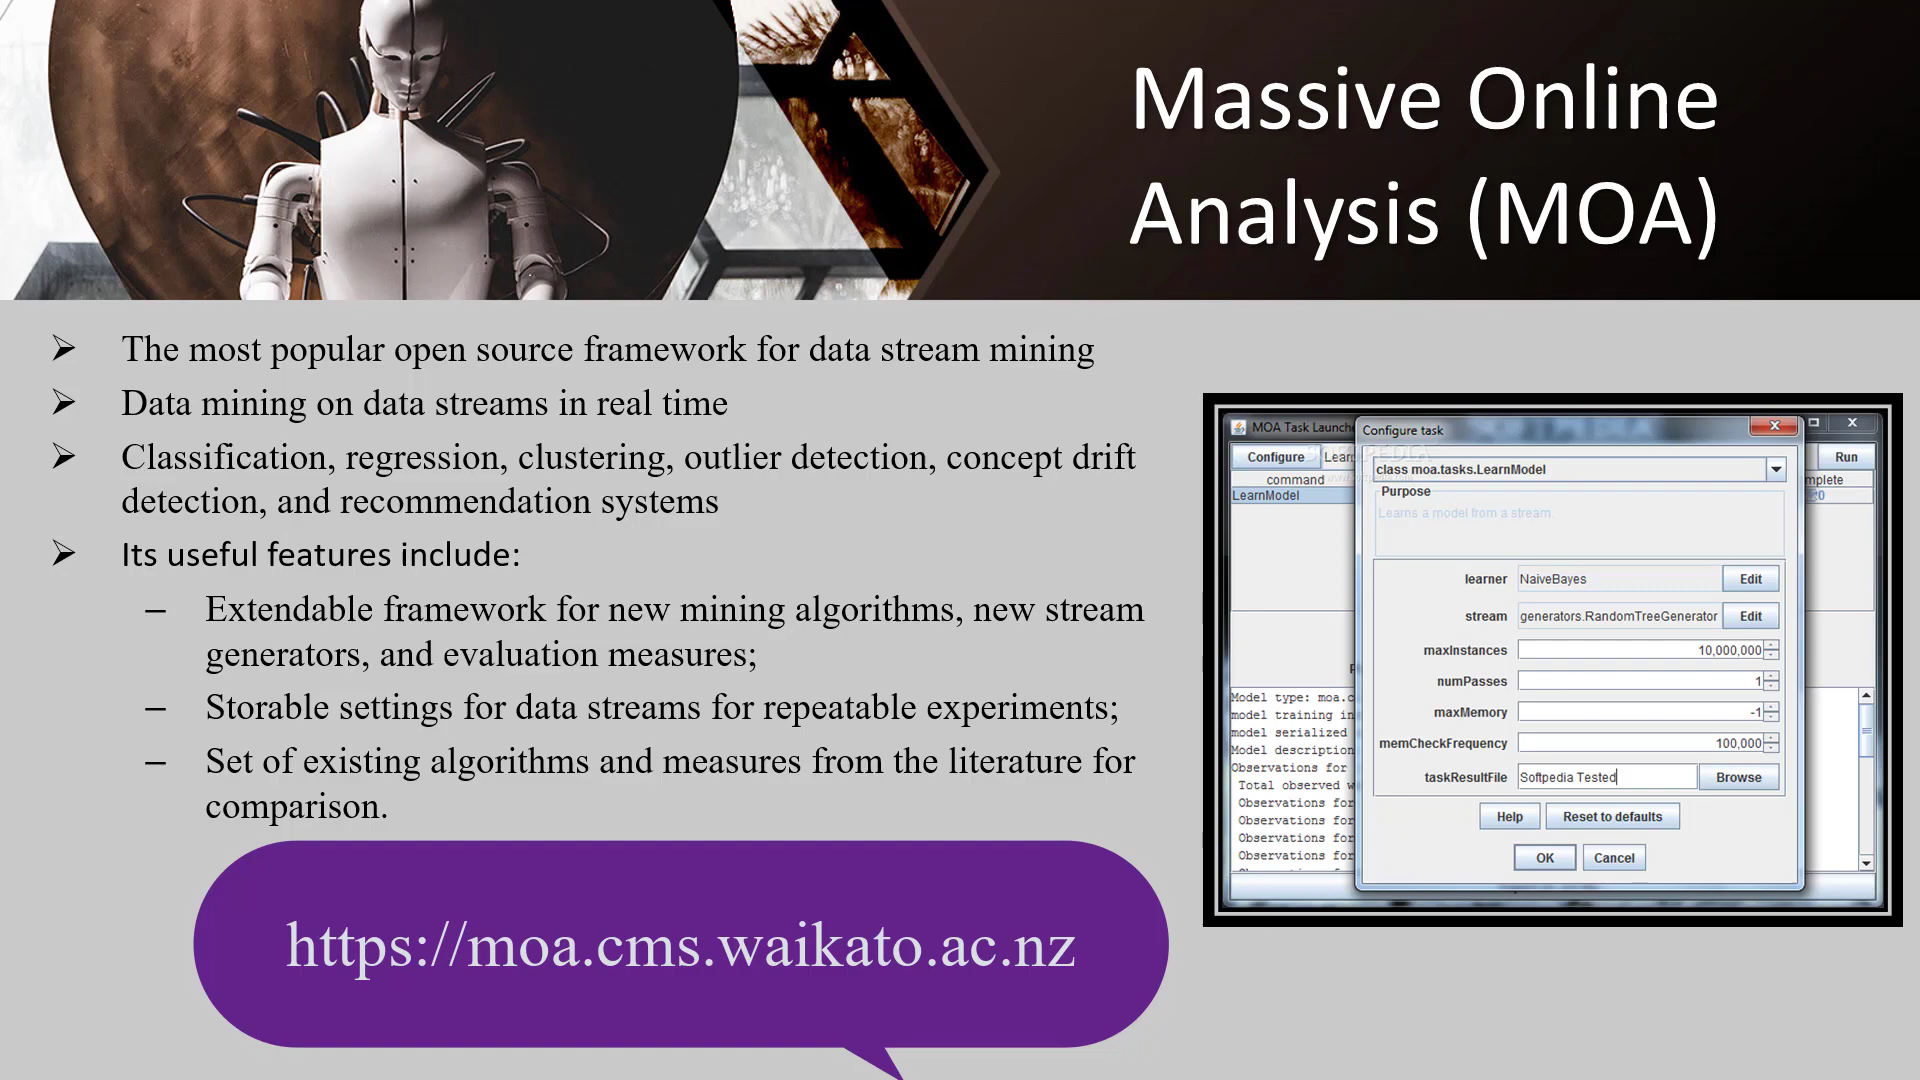 Massive Online
Analysis (MOA)
➢ The most popular open source framework for data stream mining
➢ Data mining on data streams in real time
➢ Classification, regression, clustering, outlier detection, concept drift
detection, and recommendation systems
➢ Its useful features include:
– Extendable framework for new mining algorithms, new stream
generators, and evaluation measures;
– Storable settings for data streams for repeatable experiments;
– Set of existing algorithms and measures from the literature for
comparison.
https://moa.cms.waikato.ac.nz
MOA Task Launche
Configure
Run
command
LearnModel
Model type: moa.c
model training in
model serialized
Model description
Observations for
Total observed w
Observations for
Observations for
Observations for
Observations for
Configure task
class moa.tasks.LearnModel
Purpose
Learns a model from a stream.
learner NaiveBayes Edit
stream generators.RandomTreeGenerator Edit
maxInstances 10,000,000
numPasses 1
maxMemory -1
memCheckFrequency 100,000
taskResultFile Softpedia Tested Browse
Help Reset to defaults
OK Cancel